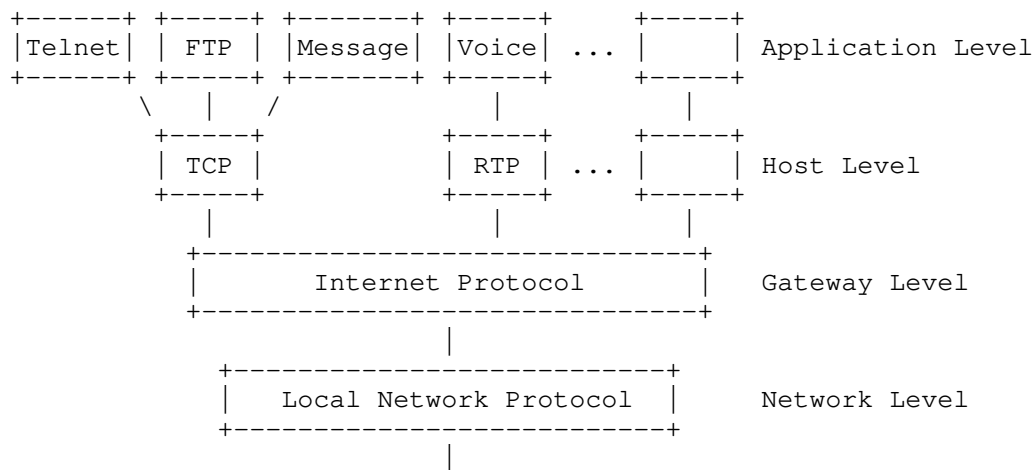 Telnet FTP Message Voice ... Application Level
TCP RTP ... Host Level
Internet Protocol Gateway Level
Local Network Protocol Network Level